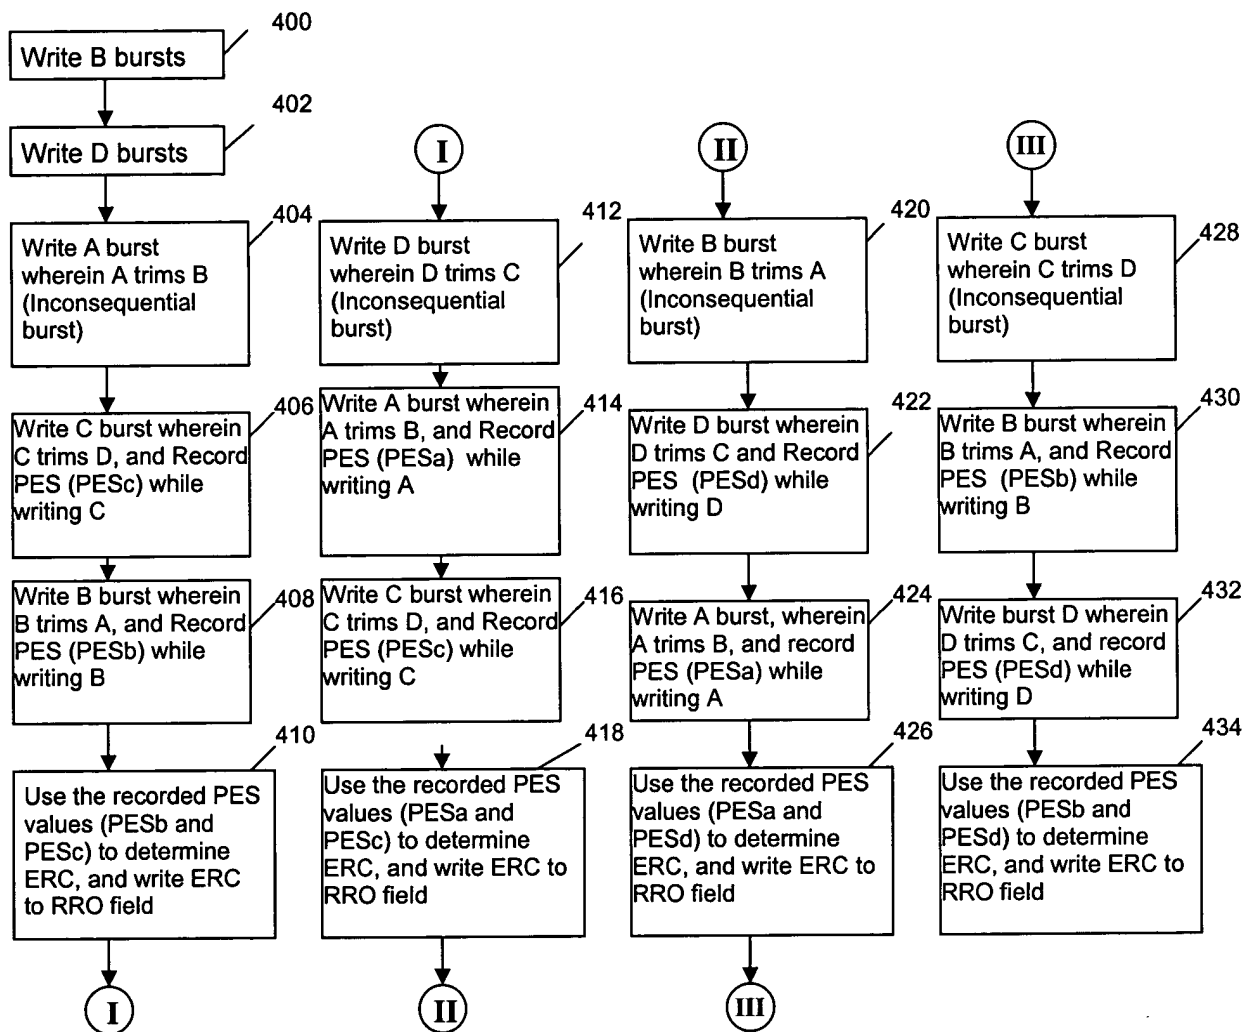 400
Write B bursts
402
Write D bursts
404
Write A burst
wherein A trims B
(Inconsequential
burst)
406
Write C burst wherein
C trims D, and Record
PES (PESc) while
writing C
408
Write B burst wherein
B trims A, and Record
PES (PESb) while
writing B
410
Use the recorded PES
values (PESb and
PESc) to determine
ERC, and write ERC
to RRO field
I
I
412
Write D burst
wherein D trims C
(Inconsequential
burst)
414
Write A burst wherein
A trims B, and Record
PES (PESa) while
writing A
416
Write C burst wherein
C trims D, and Record
PES (PESc) while
writing C
418
Use the recorded PES
values (PESa and
PESc) to determine
ERC, and write ERC to
RRO field
II
II
420
Write B burst
wherein B trims A
(Inconsequential
burst)
422
Write D burst wherein
D trims C and Record
PES (PESd) while
writing D
424
Write A burst, wherein
A trims B, and record
PES (PESa) while
writing A
426
Use the recorded PES
values (PESa and
PESd) to determine
ERC, and write ERC to
RRO field
III
III
428
Write C burst
wherein C trims D
(Inconsequential
burst)
430
Write B burst wherein
B trims A, and Record
PES (PESb) while
writing B
432
Write burst D wherein
D trims C, and record
PES (PESd) while
writing D
434
Use the recorded PES
values (PESb and
PESd) to determine
ERC, and write ERC to
RRO field